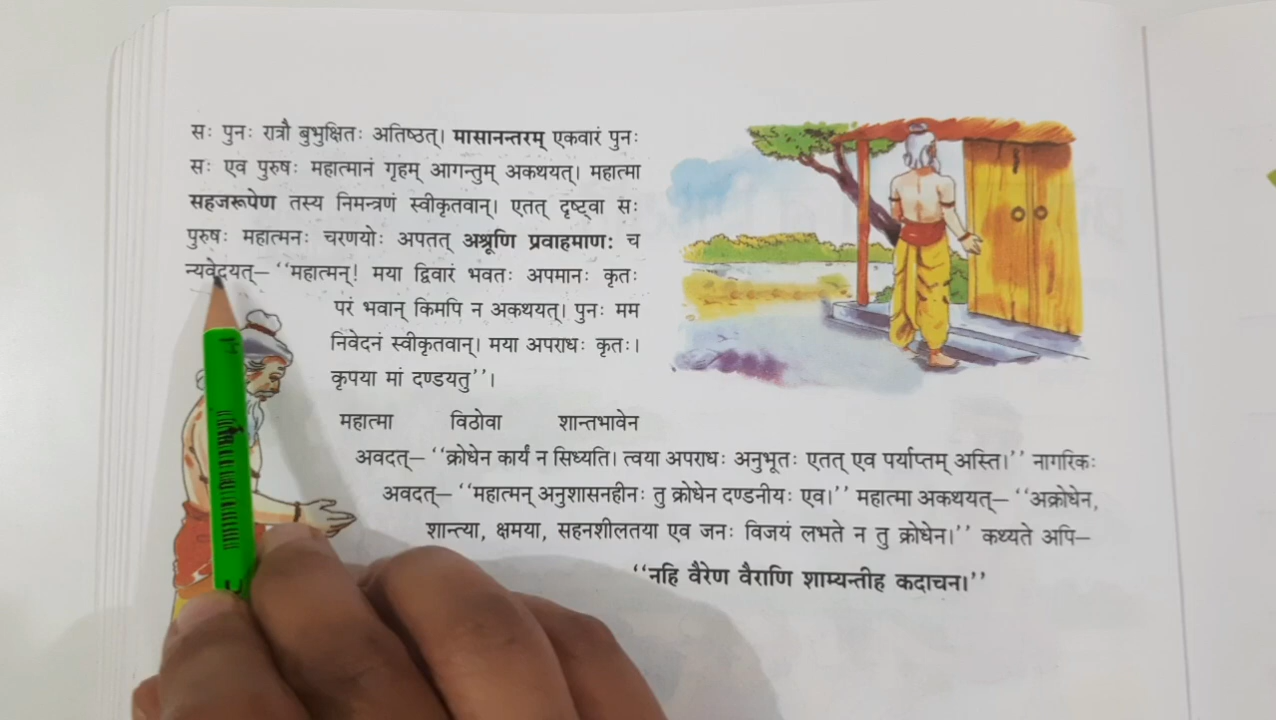 सः पुनः रात्रौ बुभुक्षितः अतिष्ठत्। मासानन्तरम् एकवारं पुनः
सः एव पुरुषः महात्मानं गृहम् आगन्तुम् अकथयत्। महात्मा
सहजरूपेण तस्य निमन्त्रणं स्वीकृतवान्। एतत् दृष्ट्वा सः
पुरुषः महात्मनः चरणयोः अपतत् अश्रूणि प्रवाहमाणः च
न्यवेदयत्— ‘‘महात्मन्! मया द्विवारं भवतः अपमानः कृतः
परं भवान् किमपि न अकथयत्। पुनः मम
निवेदनं स्वीकृतवान्। मया अपराधः कृतः।
कृपया मां दण्डयतु’’।
महात्मा विठोवा शान्तभावेन
अवदत्— ‘‘क्रोधेन कार्यं न सिध्यति। त्वया अपराधः अनुभूतः एतत् एव पर्याप्तम् अस्ति।’’ नागरिकः
अवदत्— ‘‘महात्मन् अनुशासनहीनः तु क्रोधेन दण्डनीयः एव।’’ महात्मा अकथयत्— ‘‘अक्रोधेन,
शान्त्या, क्षमया, सहनशीलतया एव जनः विजयं लभते न तु क्रोधेन।’’ कथ्यते अपि—
‘‘नहि वैरेण वैराणि शाम्यन्तीह कदाचन।’’